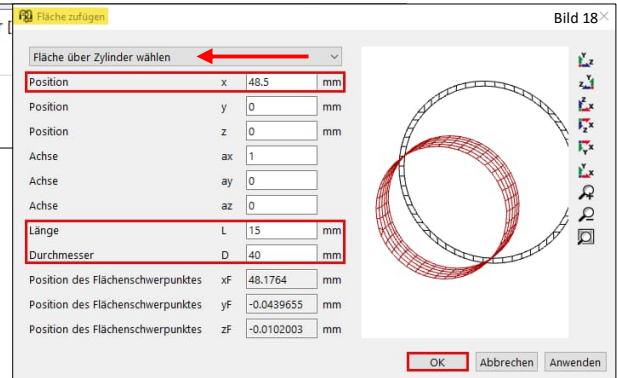 r [
Fläche zufügen
Bild 18
Fläche über Zylinder wählen
Position x 48.5 mm
Position y 0 mm
Position z 0 mm
Achse ax 1
Achse ay 0
Achse az 0
Länge L 15 mm
Durchmesser D 40 mm
Position des Flächenschwerpunktes xF 48.1764 mm
Position des Flächenschwerpunktes yF -0.0439655 mm
Position des Flächenschwerpunktes zF -0.0102003 mm
Y z
z Y
z x
x z
x Y
Y x
OK Abbrechen Anwenden